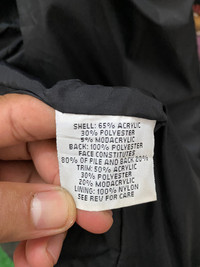 SHELL: 65% ACRYLIC
30% POLYESTER
5% MODACRYLIC
BACK: 100% POLYESTER
FACE CONSTITUTES
80% OF PILE AND BACK 20%
TRIM: 50% ACRYLIC
30% POLYESTER
20% MODACRYLIC
LINING: 100% NYLON
SEE REV FOR CARE